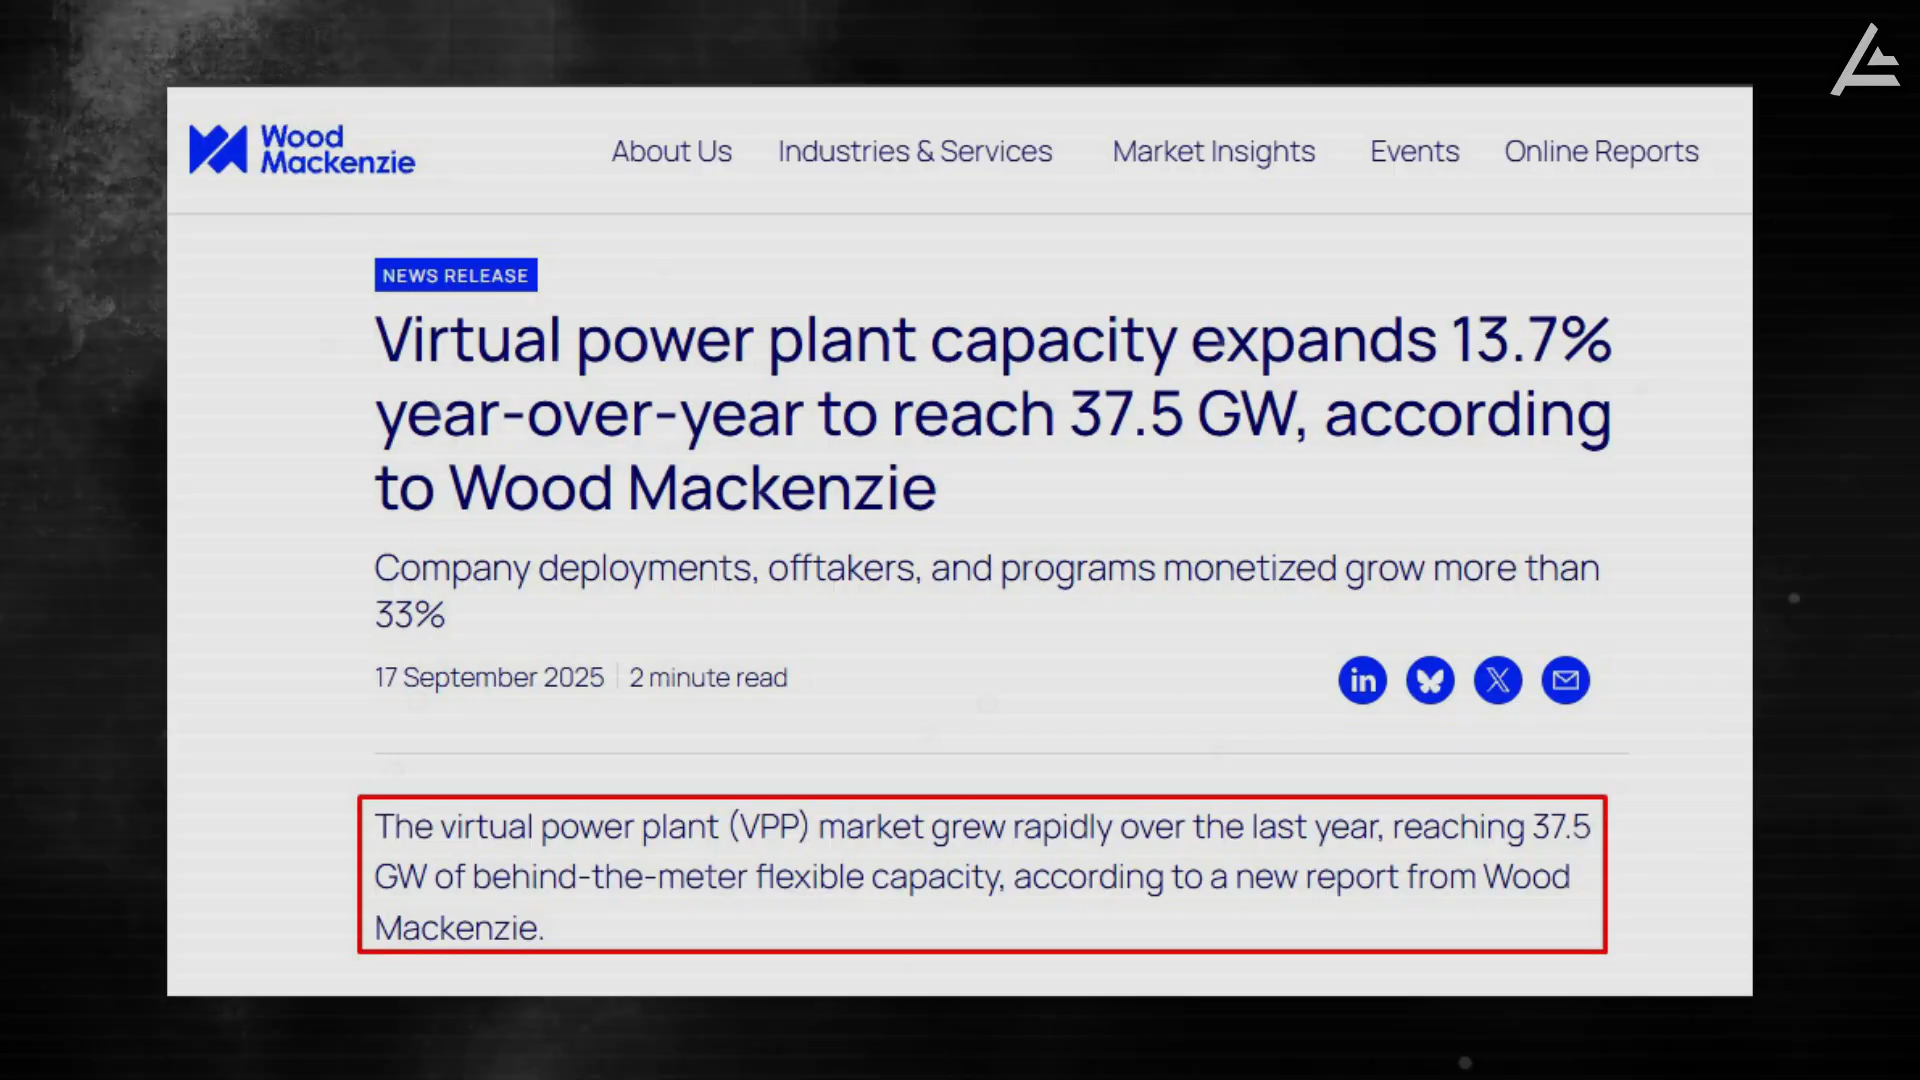 Wood
Mackenzie
About Us Industries & Services Market Insights Events Online Reports
NEWS RELEASE
Virtual power plant capacity expands 13.7%
year-over-year to reach 37.5 GW, according
to Wood Mackenzie
Company deployments, offtakers, and programs monetized grow more than
33%
17 September 2025 2 minute read
The virtual power plant (VPP) market grew rapidly over the last year, reaching 37.5
GW of behind-the-meter flexible capacity, according to a new report from Wood
Mackenzie.